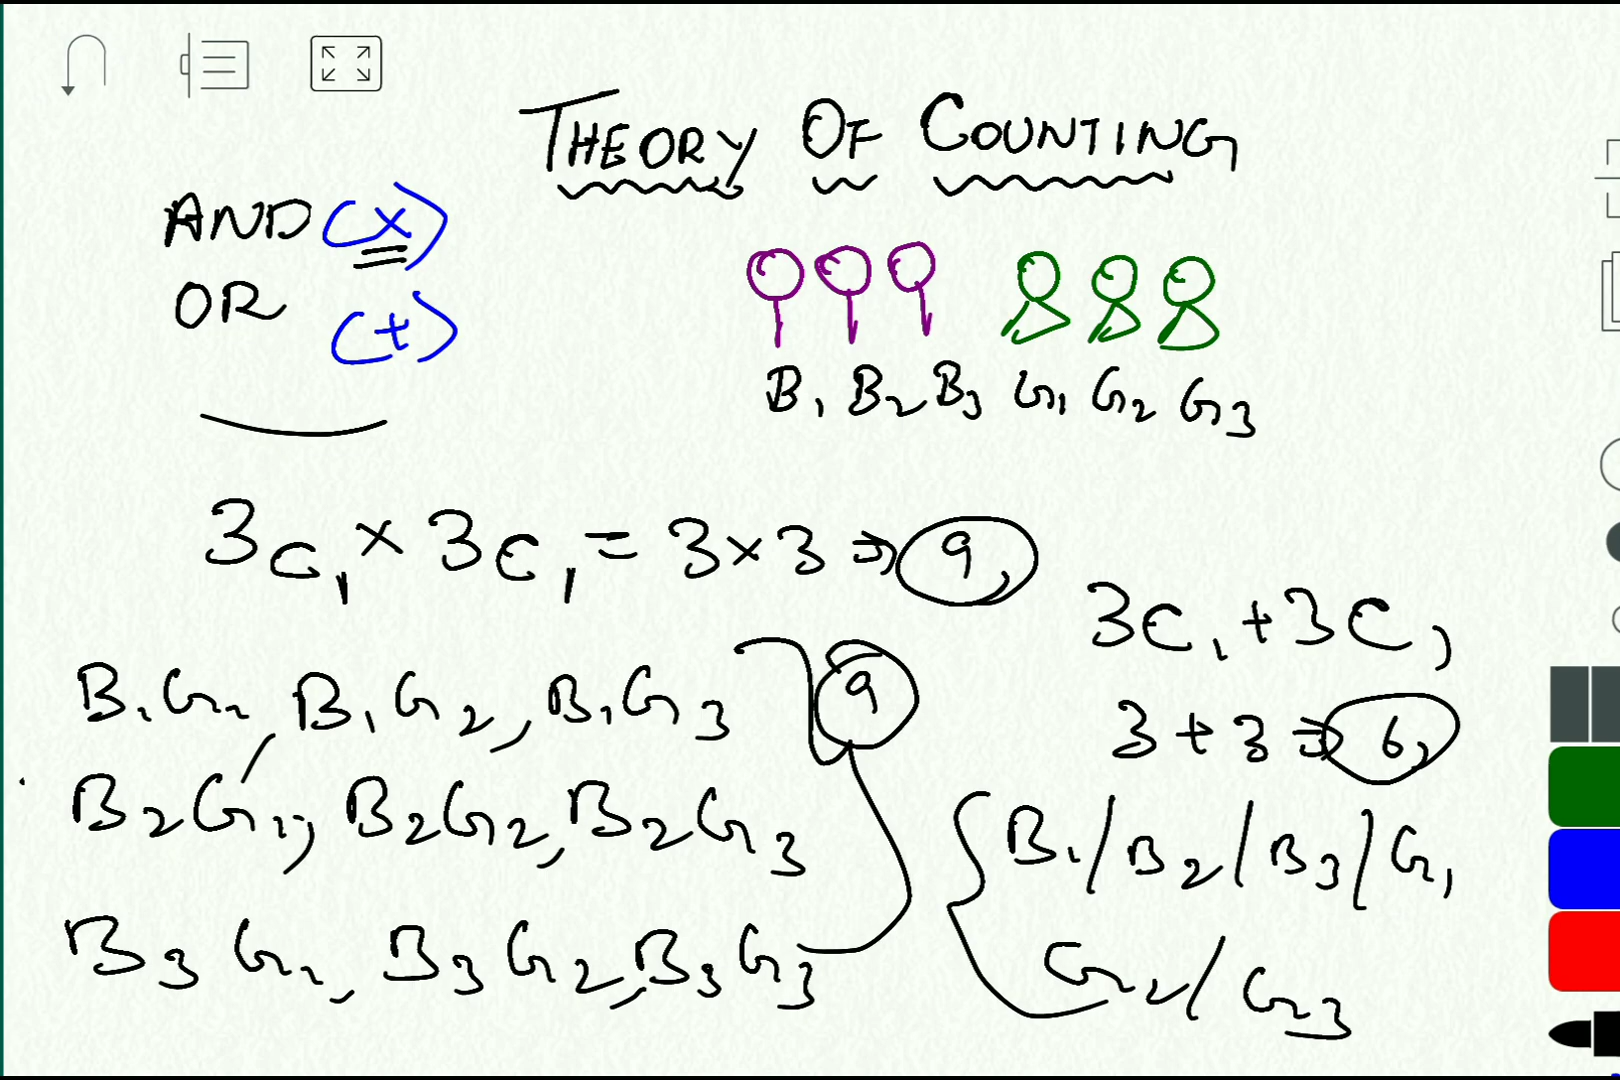 THEORY OF COUNTING
AND (×)
OR (+)
B1 B2 B3 G1 G2 G3
3C1 × 3C1 = 3 × 3 ⇒ 9
3C1 + 3C1
3 + 3 ⇒ 6
B1G1, B1G2, B1G3 9
B2G1, B2G2, B2G3
B3G1, B3G2, B3G3
B1/B2/B3/G1
G2/G3